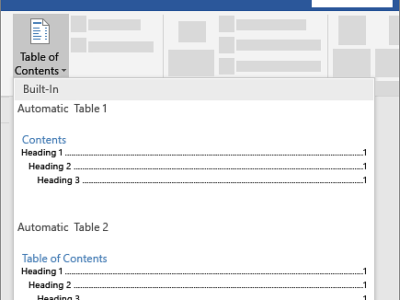 Table of
Contents
Built-In
Automatic Table 1
Contents
Heading 1 ........................................................................1
Heading 2 ........................................................................1
Heading 3 ........................................................................1
Automatic Table 2
Table of Contents
Heading 1 ........................................................................1
Heading 2 ........................................................................1
Heading 3 ........................................................................1